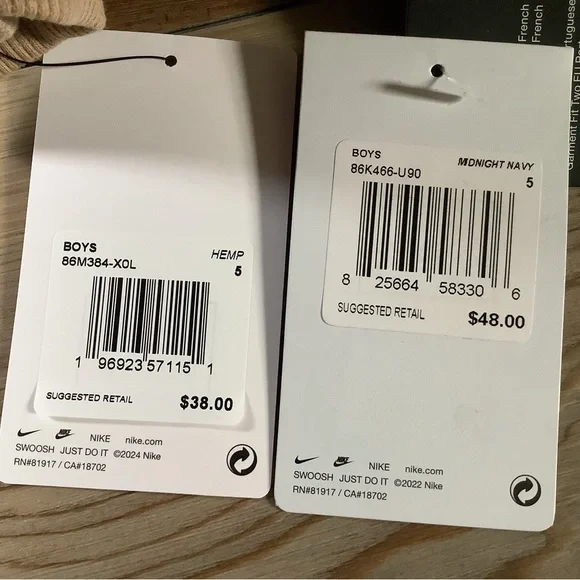 BOYS
86M384-X0L
HEMP
5
1 96923 57115 1
SUGGESTED RETAIL
$38.00
NIKE nike.com
SWOOSH JUST DO IT ©2024 Nike
RN#81917 / CA#18702
BOYS
86K466-U90
MIDNIGHT NAVY
5
8 25664 58330 6
SUGGESTED RETAIL
$48.00
NIKE nike.com
SWOOSH JUST DO IT ©2022 Nike
RN#81917 / CA#18702
French
French